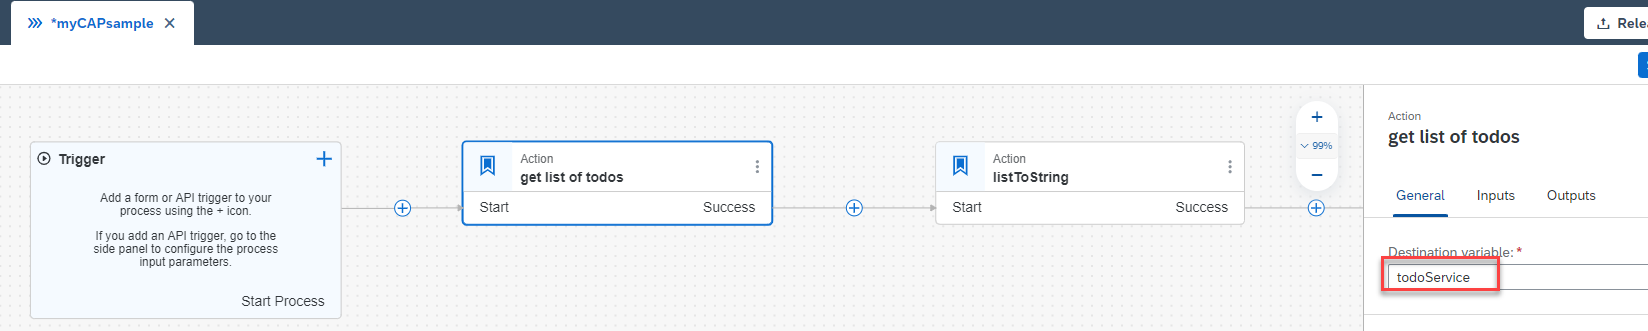 *myCAPsample
Trigger
Add a form or API trigger to your
process using the + icon.
If you add an API trigger, go to the
side panel to configure the process
input parameters.
Start Process
Action
get list of todos
Start Success
Action
listToString
Start Success
99%
Action
get list of todos
General Inputs Outputs
Destination variable: *
todoService